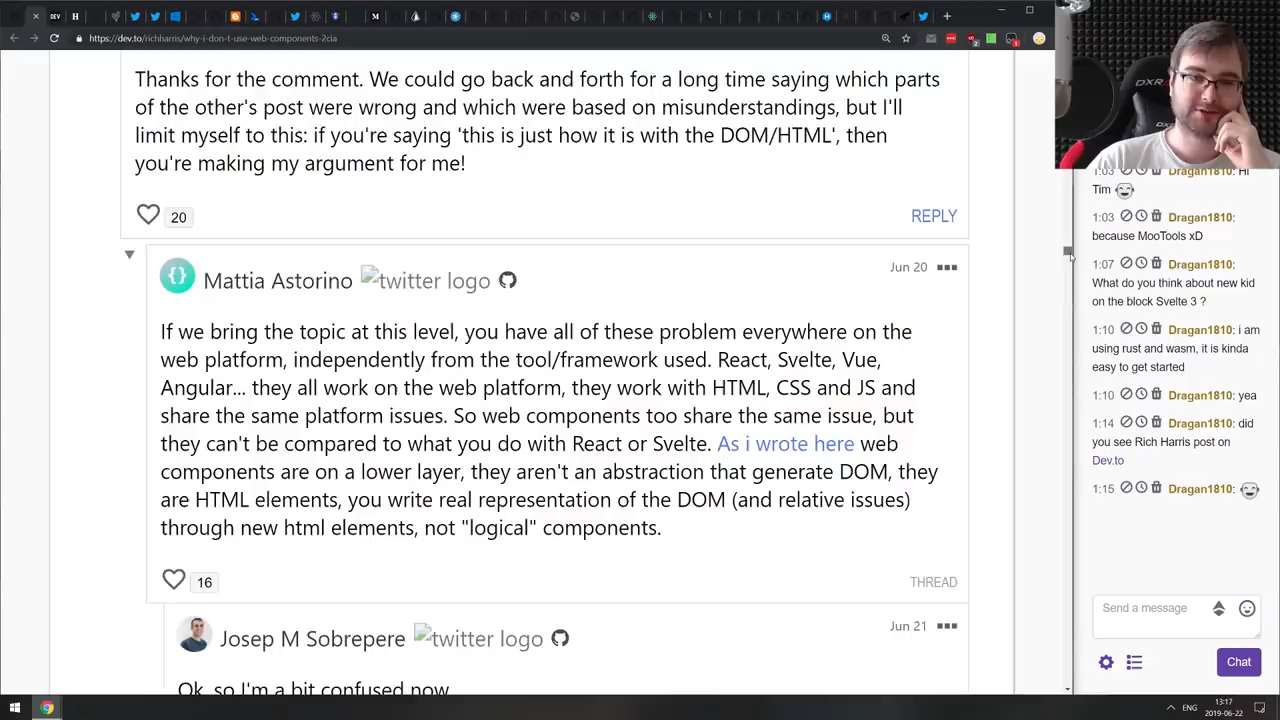 DEV
H
M
H
https://dev.to/richharris/why-i-don-t-use-web-components-2cia
Thanks for the comment. We could go back and forth for a long time saying which parts
of the other's post were wrong and which were based on misunderstandings, but I'll
limit myself to this: if you're saying 'this is just how it is with the DOM/HTML', then
you're making my argument for me!
20
REPLY
{}
Mattia Astorino
twitter logo
Jun 20
If we bring the topic at this level, you have all of these problem everywhere on the
web platform, independently from the tool/framework used. React, Svelte, Vue,
Angular... they all work on the web platform, they work with HTML, CSS and JS and
share the same platform issues. So web components too share the same issue, but
they can't be compared to what you do with React or Svelte. As i wrote here web
components are on a lower layer, they aren't an abstraction that generate DOM, they
are HTML elements, you write real representation of the DOM (and relative issues)
through new html elements, not "logical" components.
16
THREAD
Josep M Sobrepere
twitter logo
Jun 21
Ok, so I'm a bit confused now
DXR
1:03 Dragan1810: Hi
Tim
1:03 Dragan1810:
because MooTools xD
1:07 Dragan1810:
What do you think about new kid
on the block Svelte 3 ?
1:10 Dragan1810: i am
using rust and wasm, it is kinda
easy to get started
1:10 Dragan1810: yea
1:14 Dragan1810: did
you see Rich Harris post on
Dev.to
1:15 Dragan1810:
Send a message
Chat
ENG
13:17
2019-06-22